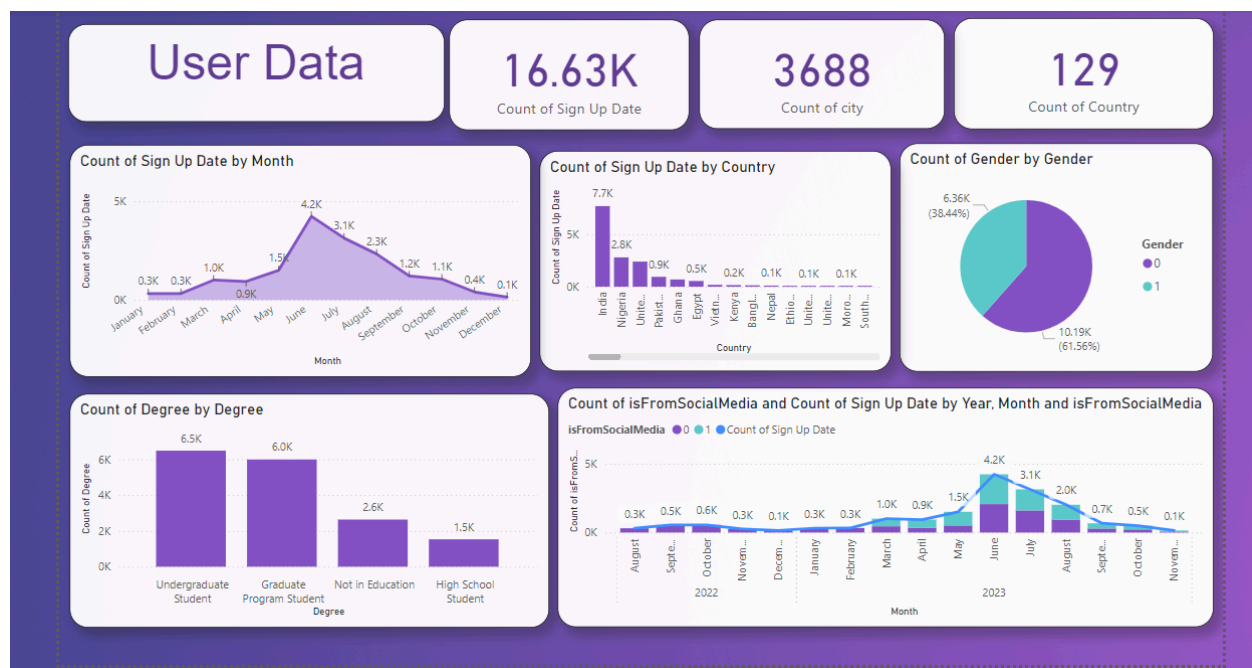 User Data
16.63K
Count of Sign Up Date
3688
Count of city
129
Count of Country
Count of Sign Up Date by Month
Count of Sign Up Date
5K
0K
0.3K
0.3K
1.0K
0.9K
1.5K
4.2K
3.1K
2.3K
1.2K
1.1K
0.4K
0.1K
January
February
March
April
May
June
July
August
September
October
November
December
Month
Count of Sign Up Date by Country
Count of Sign Up Date
5K
0K
7.7K
2.8K
0.9K
0.5K
0.2K
0.1K
0.1K
0.1K
India
Nigeria
Unite...
Pakist...
Ghana
Egypt
Vietn...
Kenya
Bangl...
Nepal
Ethio...
Unite...
Unite...
Moro...
South...
Country
Count of Gender by Gender
6.36K
(38.44%)
10.19K
(61.56%)
Gender
0
1
Count of Degree by Degree
Count of Degree
6K
4K
2K
0K
6.5K
6.0K
2.6K
1.5K
Undergraduate
Student
Graduate
Program Student
Not in Education
High School
Student
Degree
Count of isFromSocialMedia and Count of Sign Up Date by Year, Month and isFromSocialMedia
isFromSocialMedia 0 1 Count of Sign Up Date
Count of isFromS...
5K
0K
0.3K
0.5K
0.6K
0.3K
0.1K
0.3K
0.3K
1.0K
0.9K
1.5K
4.2K
3.1K
2.0K
0.7K
0.5K
0.1K
August
Septe...
October
Novem...
Decem...
January
February
March
April
May
June
July
August
Septe...
October
Novem...
2022
2023
Month